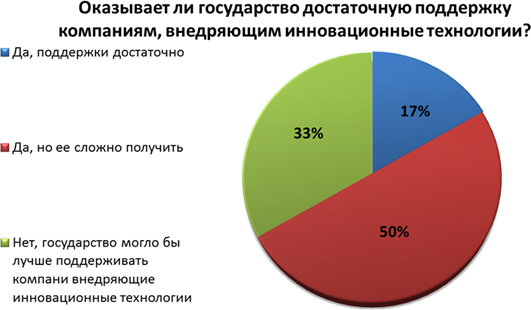 Оказывает ли государство достаточную поддержку
компаниям, внедряющим инновационные технологии?
Да, поддержки достаточно
Да, но ее сложно получить
Нет, государство могло бы
лучше поддерживать
компани внедряющие
инновационные технологии
17%
33%
50%